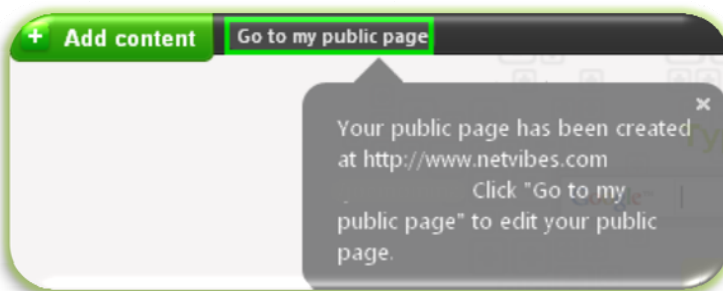 + Add content Go to my public page
×
Your public page has been created
at http://www.netvibes.com
Click "Go to my
public page" to edit your public
page.
Google™